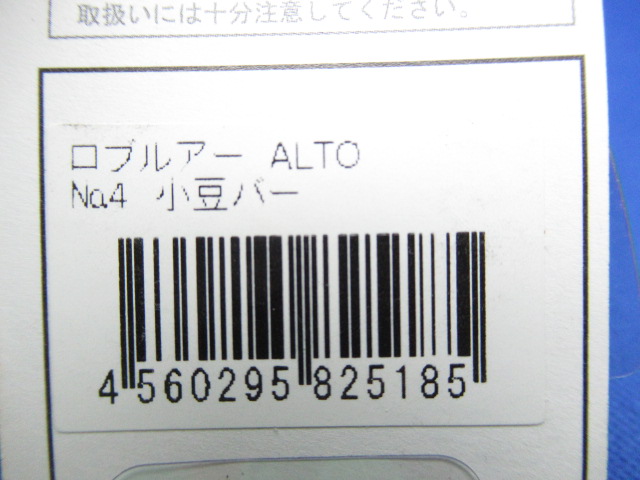 取扱いには十分注意してください。
ロブルアー ALTO
No.4 小豆バー
4 560295 825185